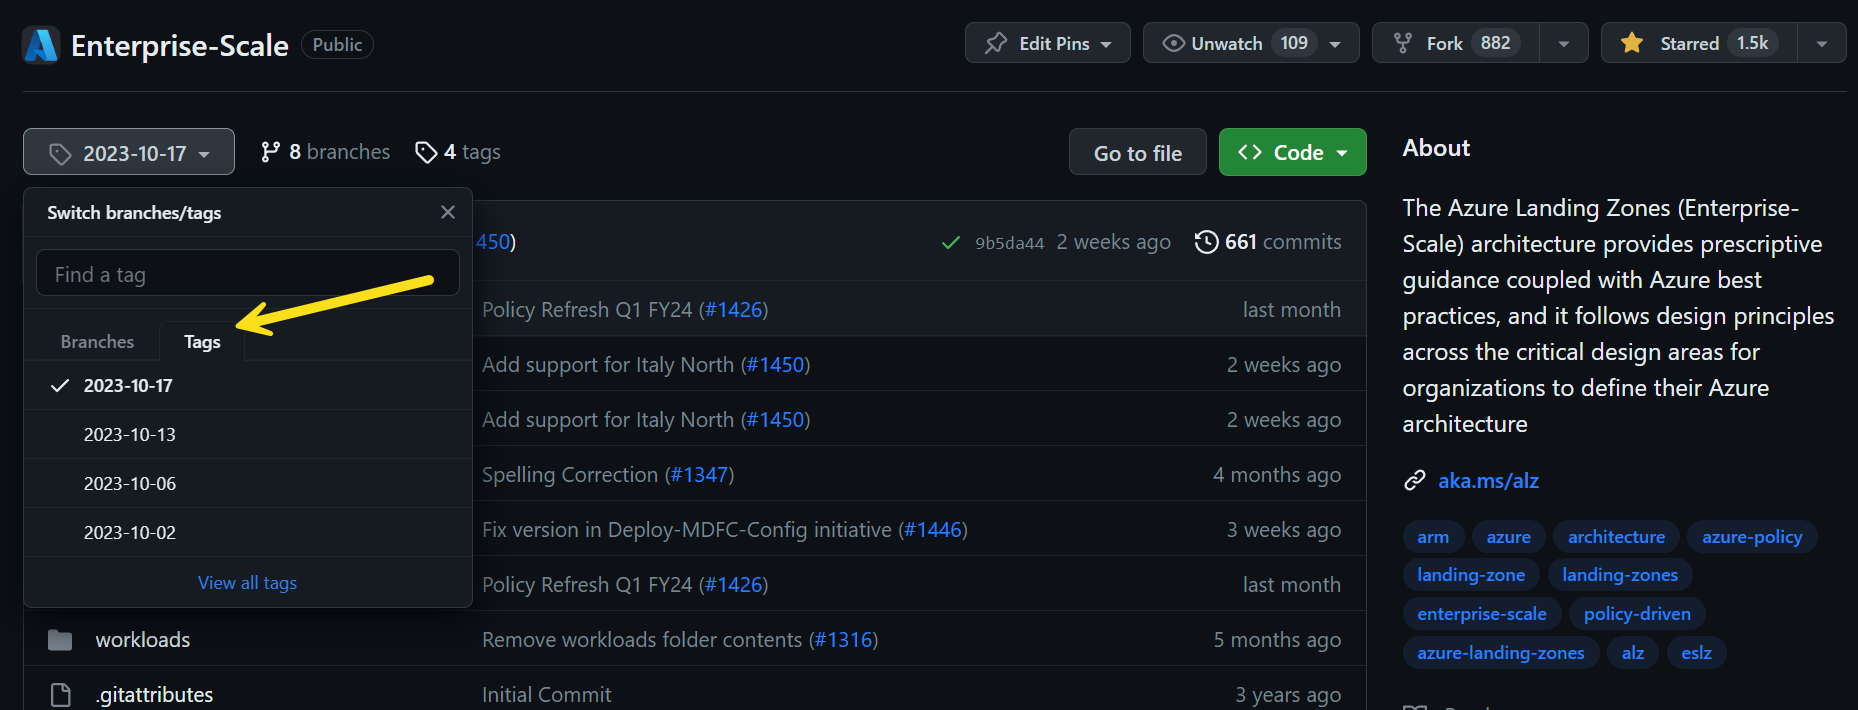 Enterprise-Scale Public
Edit Pins Unwatch 109 Fork 882 Starred 1.5k
2023-10-17 8 branches 4 tags
Go to file <> Code
Switch branches/tags
Find a tag
Branches Tags
2023-10-17
2023-10-13
2023-10-06
2023-10-02
View all tags
450) 9b5da44 2 weeks ago 661 commits
Policy Refresh Q1 FY24 (#1426) last month
Add support for Italy North (#1450) 2 weeks ago
Add support for Italy North (#1450) 2 weeks ago
Spelling Correction (#1347) 4 months ago
Fix version in Deploy-MDFC-Config initiative (#1446) 3 weeks ago
Policy Refresh Q1 FY24 (#1426) last month
workloads Remove workloads folder contents (#1316) 5 months ago
.gitattributes Initial Commit 3 years ago
About
The Azure Landing Zones (Enterprise-
Scale) architecture provides prescriptive
guidance coupled with Azure best
practices, and it follows design principles
across the critical design areas for
organizations to define their Azure
architecture
aka.ms/alz
arm azure architecture azure-policy
landing-zone landing-zones
enterprise-scale policy-driven
azure-landing-zones alz eslz